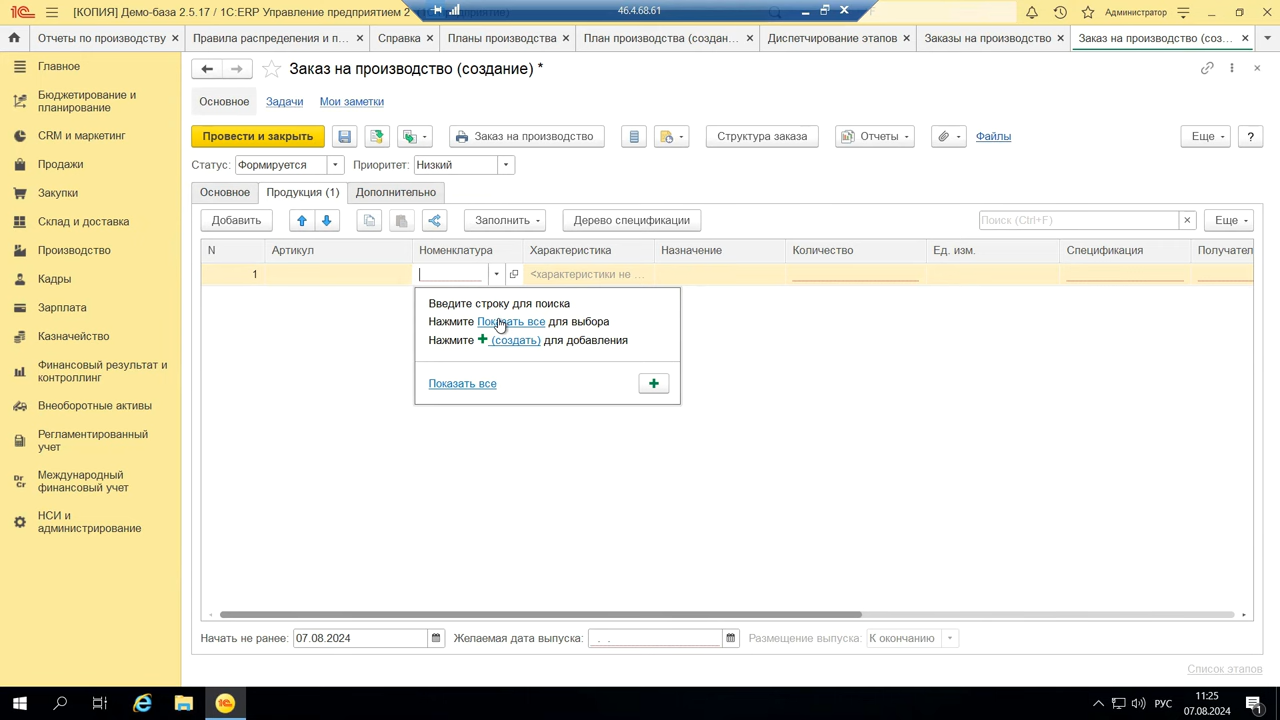 [КОПИЯ] Демо-база 2.5.17 / 1С:ERP Управление предприятием 2
46.4.68.61
Администратор
Отчеты по производству
Правила распределения и п...
Справка
Планы производства
План производства (создан...
Диспетчирование этапов
Заказы на производство
Заказ на производство (соз...
Главное
Бюджетирование и планирование
CRM и маркетинг
Продажи
Закупки
Склад и доставка
Производство
Кадры
Зарплата
Казначейство
Финансовый результат и контроллинг
Внеоборотные активы
Регламентированный учет
Международный финансовый учет
НСИ и администрирование
Заказ на производство (создание) *
Основное Задачи Мои заметки
Провести и закрыть Заказ на производство Структура заказа Отчеты Файлы Еще ?
Статус: Формируется Приоритет: Низкий
Основное Продукция (1) Дополнительно
Добавить Заполнить Дерево спецификации Поиск (Ctrl+F) × Еще
N Артикул Номенклатура Характеристика Назначение Количество Ед. изм. Спецификация Получател
1 <характеристики не ...
Введите строку для поиска
Нажмите Показать все для выбора
Нажмите + (создать) для добавления
Показать все +
Начать не ранее: 07.08.2024 Желаемая дата выпуска: . . Размещение выпуска: К окончанию
Список этапов
РУС
11:25
07.08.2024
1